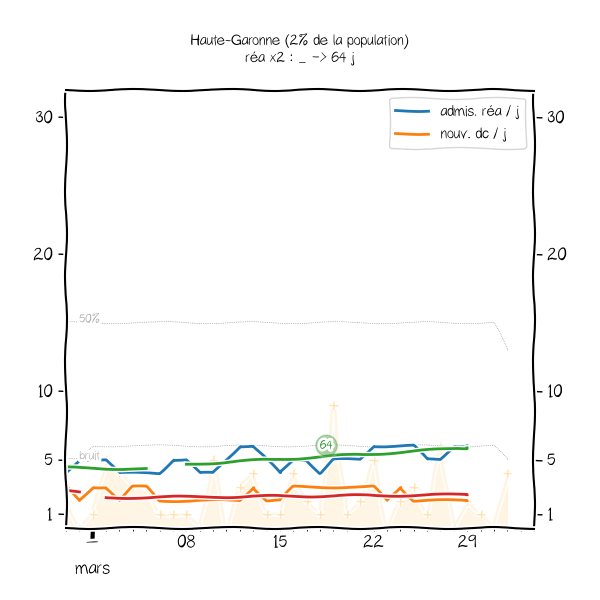 Haute-Garonne (2% de la population)
réa x2 : _ -> 64 j
admis. réa / j
nouv. dc / j
30
30
20
20
50%
10
10
64
bruit
5
5
1
1
1
08
15
22
29
mars